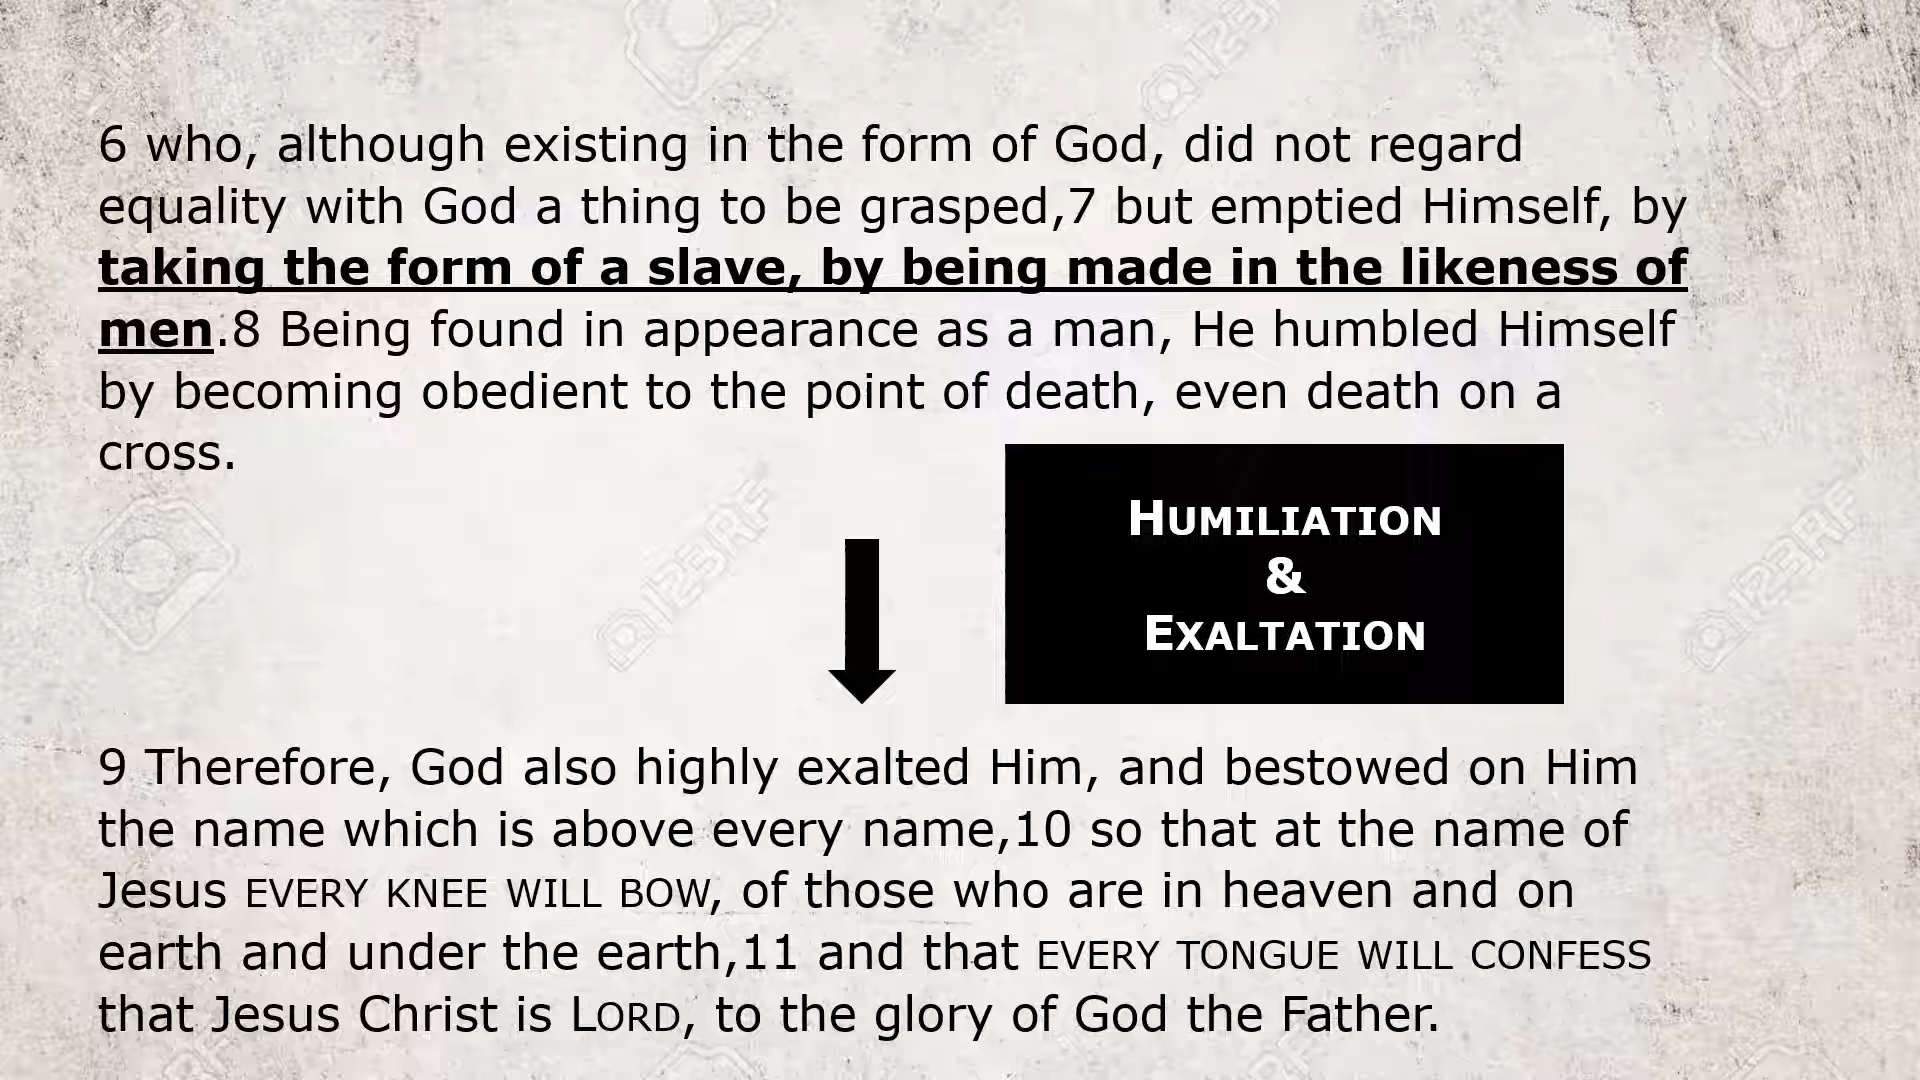 6 who, although existing in the form of God, did not regard
equality with God a thing to be grasped,7 but emptied Himself, by
taking the form of a slave, by being made in the likeness of
men.8 Being found in appearance as a man, He humbled Himself
by becoming obedient to the point of death, even death on a
cross.
HUMILIATION
&
EXALTATION
9 Therefore, God also highly exalted Him, and bestowed on Him
the name which is above every name,10 so that at the name of
Jesus EVERY KNEE WILL BOW, of those who are in heaven and on
earth and under the earth,11 and that EVERY TONGUE WILL CONFESS
that Jesus Christ is LORD, to the glory of God the Father.
123RF
123RF
123RF